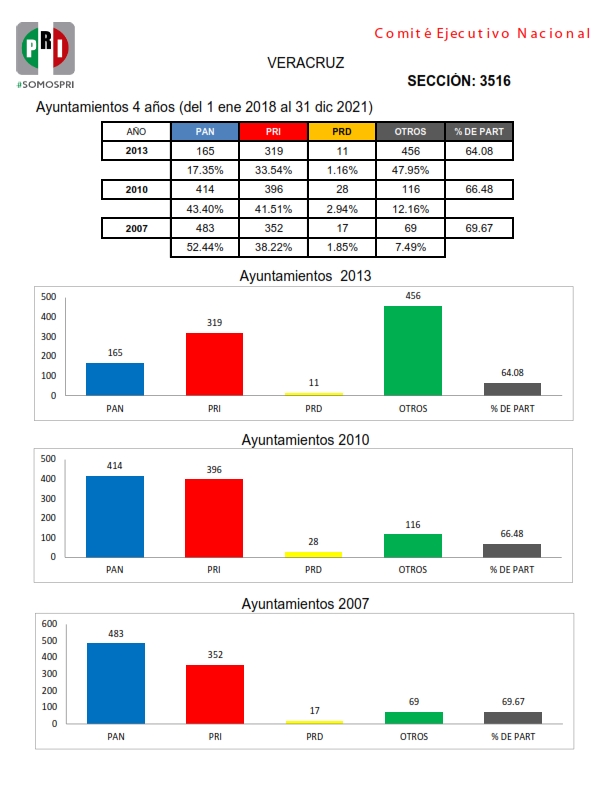 Comité Ejecutivo Nacional
PRI
#SOMOSPRI
VERACRUZ
SECCIÓN: 3516
Ayuntamientos 4 años (del 1 ene 2018 al 31 dic 2021)
AÑO PAN PRI PRD OTROS % DE PART
2013 165 319 11 456 64.08
17.35% 33.54% 1.16% 47.95%
2010 414 396 28 116 66.48
43.40% 41.51% 2.94% 12.16%
2007 483 352 17 69 69.67
52.44% 38.22% 1.85% 7.49%
Ayuntamientos 2013
500
400
300
200
100
0
165 319 11 456 64.08
PAN PRI PRD OTROS % DE PART
Ayuntamientos 2010
500
400
300
200
100
0
414 396 28 116 66.48
PAN PRI PRD OTROS % DE PART
Ayuntamientos 2007
600
500
400
300
200
100
0
483 352 17 69 69.67
PAN PRI PRD OTROS % DE PART